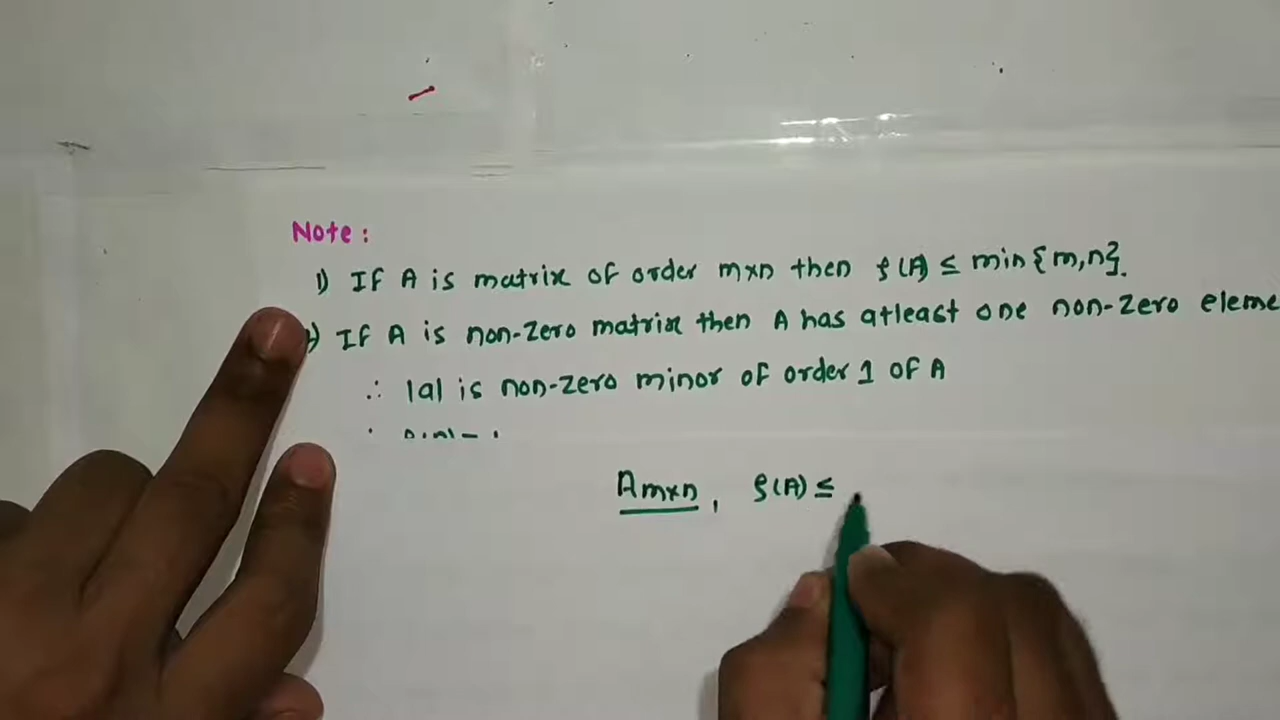 Note:
1) If A is matrix of order m×n then ρ(A) ≤ min{m,n}.
) If A is non-zero matrix then A has atleast one non-zero eleme
∴ |a| is non-zero minor of order 1 of A
A m×n , ρ(A) ≤